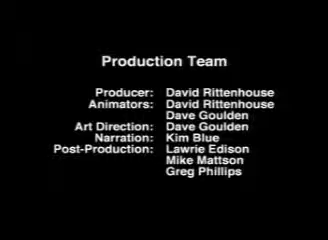 Production Team
Producer: David Rittenhouse
Animators: David Rittenhouse
Dave Goulden
Art Direction: Dave Goulden
Narration: Kim Blue
Post-Production: Lawrie Edison
Mike Mattson
Greg Phillips